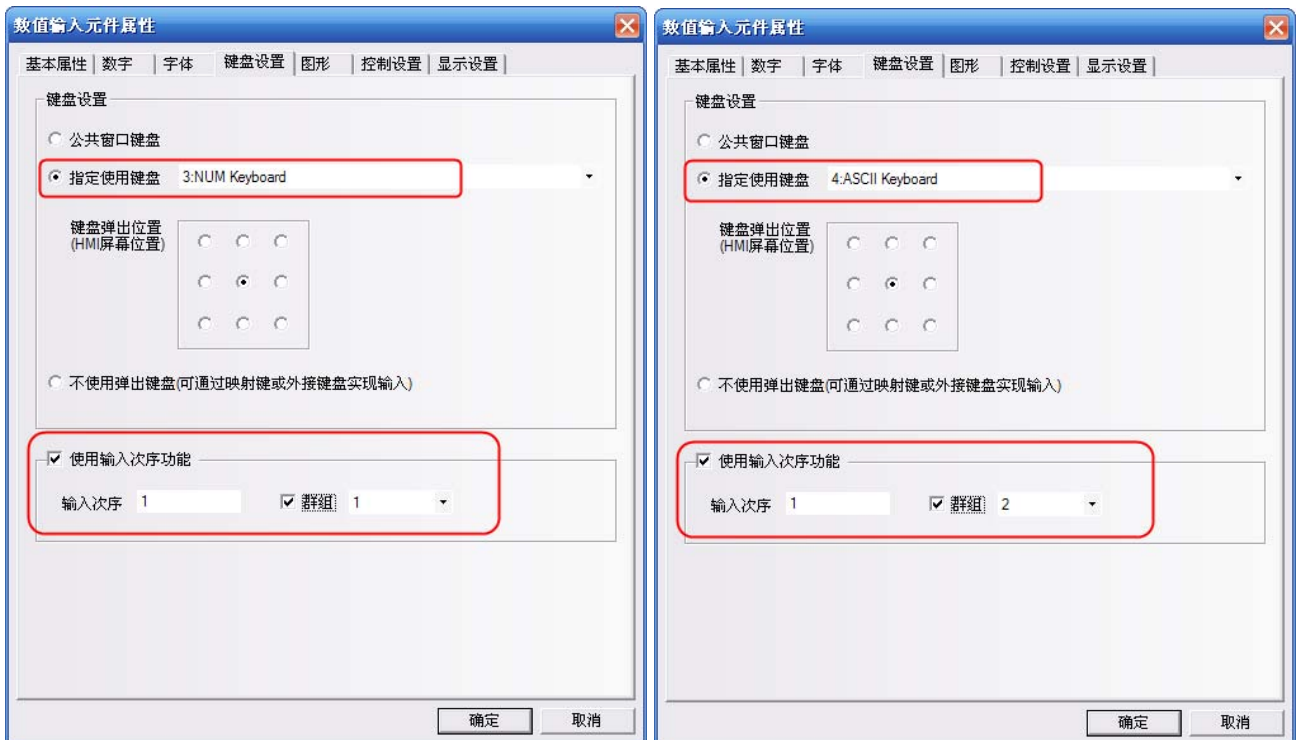 数值输入元件属性
基本属性 数字 字体 键盘设置 图形 控制设置 显示设置
键盘设置
公共窗口键盘
指定使用键盘 3:NUM Keyboard
键盘弹出位置
(HMI屏幕位置)
不使用弹出键盘(可通过映射键或外接键盘实现输入)
使用输入次序功能
输入次序 1 群组 1
确定 取消
数值输入元件属性
基本属性 数字 字体 键盘设置 图形 控制设置 显示设置
键盘设置
公共窗口键盘
指定使用键盘 4:ASCII Keyboard
键盘弹出位置
(HMI屏幕位置)
不使用弹出键盘(可通过映射键或外接键盘实现输入)
使用输入次序功能
输入次序 1 群组 2
确定 取消